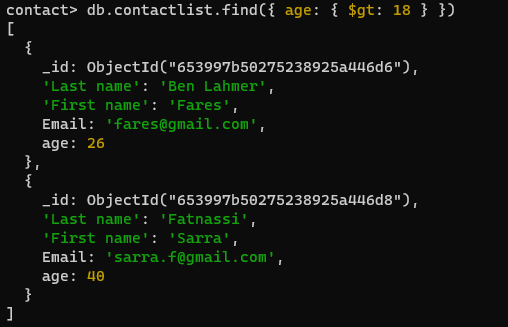 contact> db.contactlist.find({ age: { $gt: 18 } })
[
  {
    _id: ObjectId("653997b50275238925a446d6"),
    'Last name': 'Ben Lahmer',
    'First name': 'Fares',
    Email: 'fares@gmail.com',
    age: 26
  },
  {
    _id: ObjectId("653997b50275238925a446d8"),
    'Last name': 'Fatnassi',
    'First name': 'Sarra',
    Email: 'sarra.f@gmail.com',
    age: 40
  }
]